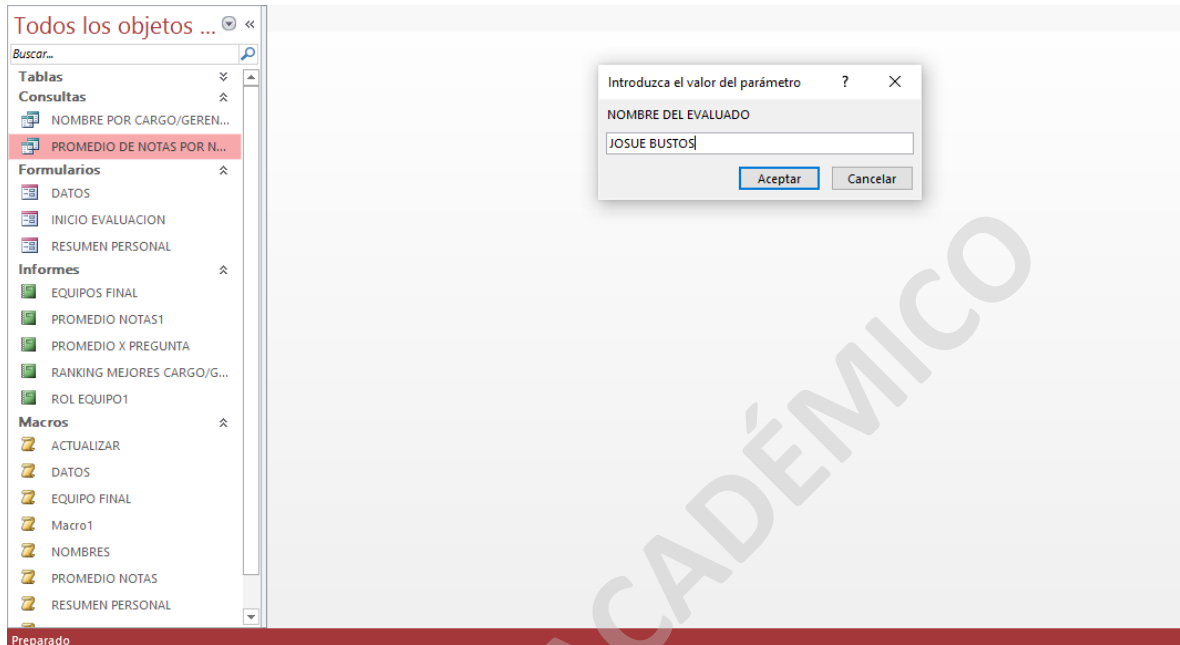 Todos los objetos ...
Buscar...
Tablas
Consultas
NOMBRE POR CARGO/GEREN...
PROMEDIO DE NOTAS POR N...
Formularios
DATOS
INICIO EVALUACION
RESUMEN PERSONAL
Informes
EQUIPOS FINAL
PROMEDIO NOTAS1
PROMEDIO X PREGUNTA
RANKING MEJORES CARGO/G...
ROL EQUIPO1
Macros
ACTUALIZAR
DATOS
EQUIPO FINAL
Macro1
NOMBRES
PROMEDIO NOTAS
RESUMEN PERSONAL
Preparado
Introduzca el valor del parámetro ?
NOMBRE DEL EVALUADO
JOSUE BUSTOS
Aceptar Cancelar
ACADÉMICO